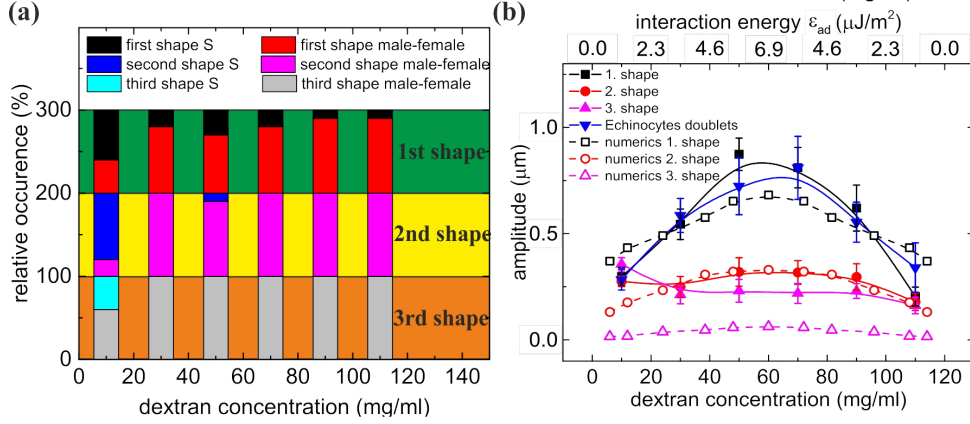 (a)
first shape S
first shape male-female
second shape S
second shape male-female
third shape S
third shape male-female
relative occurence (%)
300
200
100
0
1st shape
2nd shape
3rd shape
0 20 40 60 80 100 120 140
dextran concentration (mg/ml)
(b)
interaction energy ε_ad (μJ/m²)
0.0 2.3 4.6 6.9 4.6 2.3 0.0
1. shape
2. shape
3. shape
Echinocytes doublets
numerics 1. shape
numerics 2. shape
numerics 3. shape
amplitude (μm)
1.0
0.5
0.0
0 20 40 60 80 100 120
dextran concentration (mg/ml)